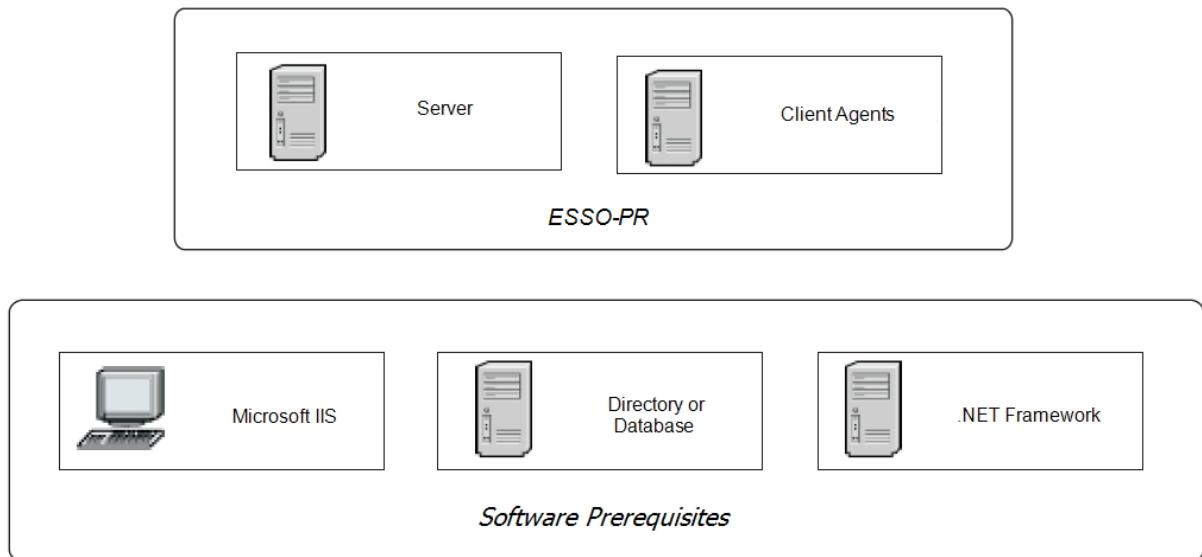 Server
Client Agents
ESSO-PR
Microsoft IIS
Directory or
Database
.NET Framework
Software Prerequisites